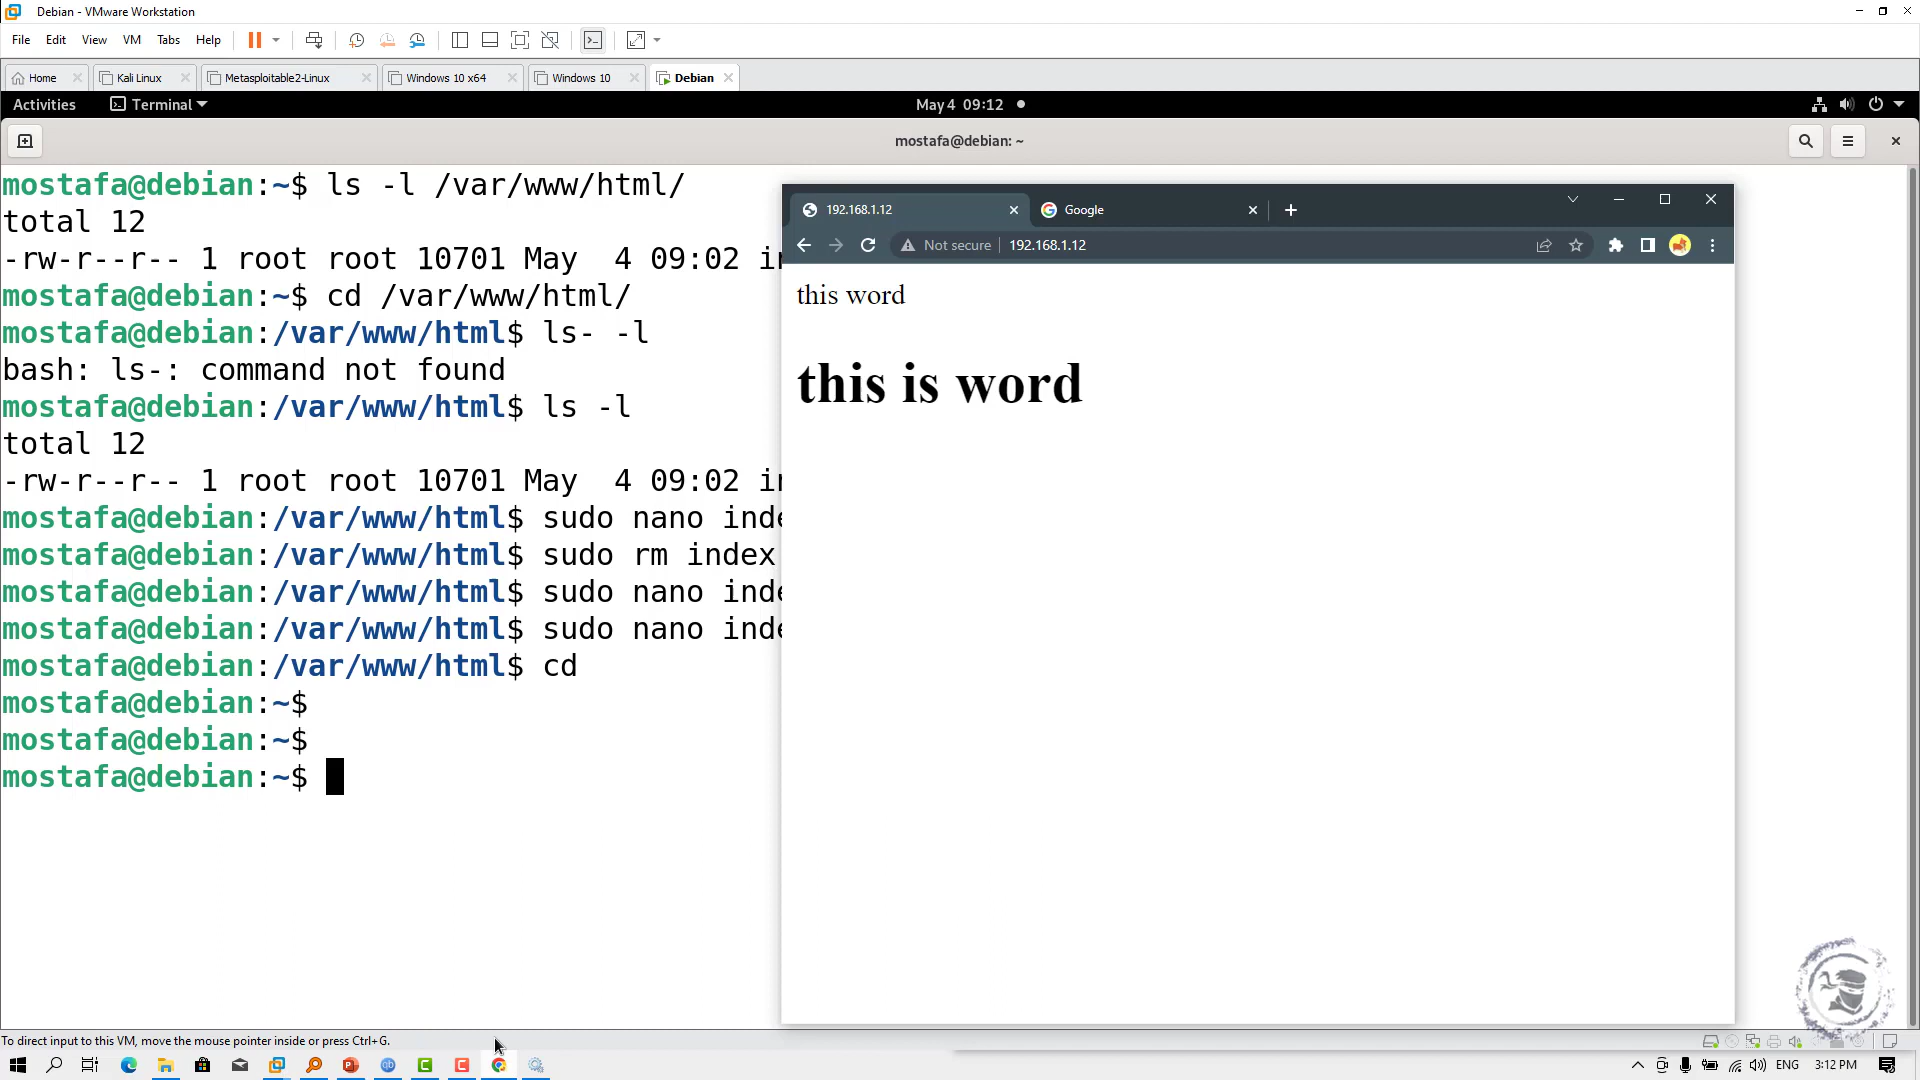 Debian - VMware Workstation
File Edit View VM Tabs Help
Home Kali Linux Metasploitable2-Linux Windows 10 x64 Windows 10 Debian
Activities Terminal May 4 09:12
mostafa@debian: ~
mostafa@debian:~$ ls -l /var/www/html/
total 12
-rw-r--r-- 1 root root 10701 May  4 09:02
mostafa@debian:~$ cd /var/www/html/
mostafa@debian:/var/www/html$ ls- -l
bash: ls-: command not found
mostafa@debian:/var/www/html$ ls -l
total 12
-rw-r--r-- 1 root root 10701 May  4 09:02
mostafa@debian:/var/www/html$ sudo nano
mostafa@debian:/var/www/html$ sudo rm index
mostafa@debian:/var/www/html$ sudo nano
mostafa@debian:/var/www/html$ sudo nano
mostafa@debian:/var/www/html$ cd
mostafa@debian:~$
mostafa@debian:~$
mostafa@debian:~$
192.168.1.12 Google
Not secure 192.168.1.12
this word
this is word
To direct input to this VM, move the mouse pointer inside or press Ctrl+G.
ENG 3:12 PM